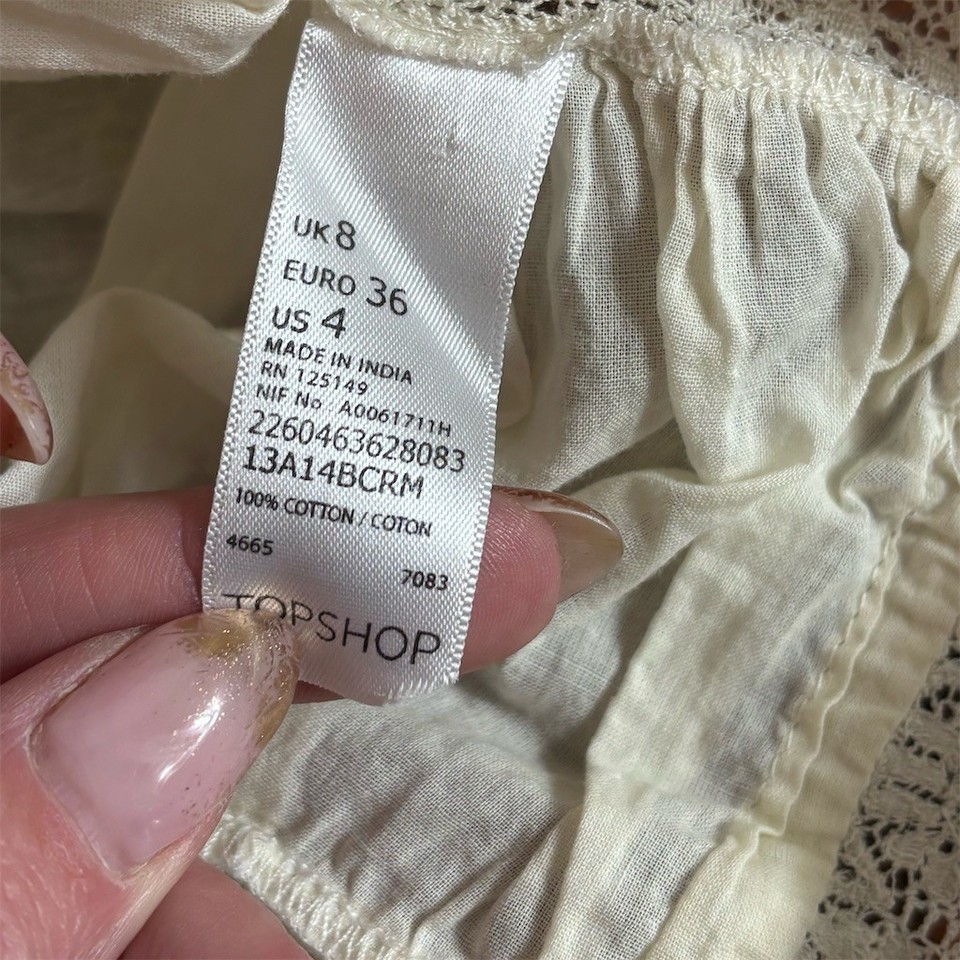 UK 8
EURO 36
US 4
MADE IN INDIA
RN 125149
NIF No. A0061711H
2260463628083
13A14BCRM
100% COTTON / COTON
4665
7083
TOPSHOP